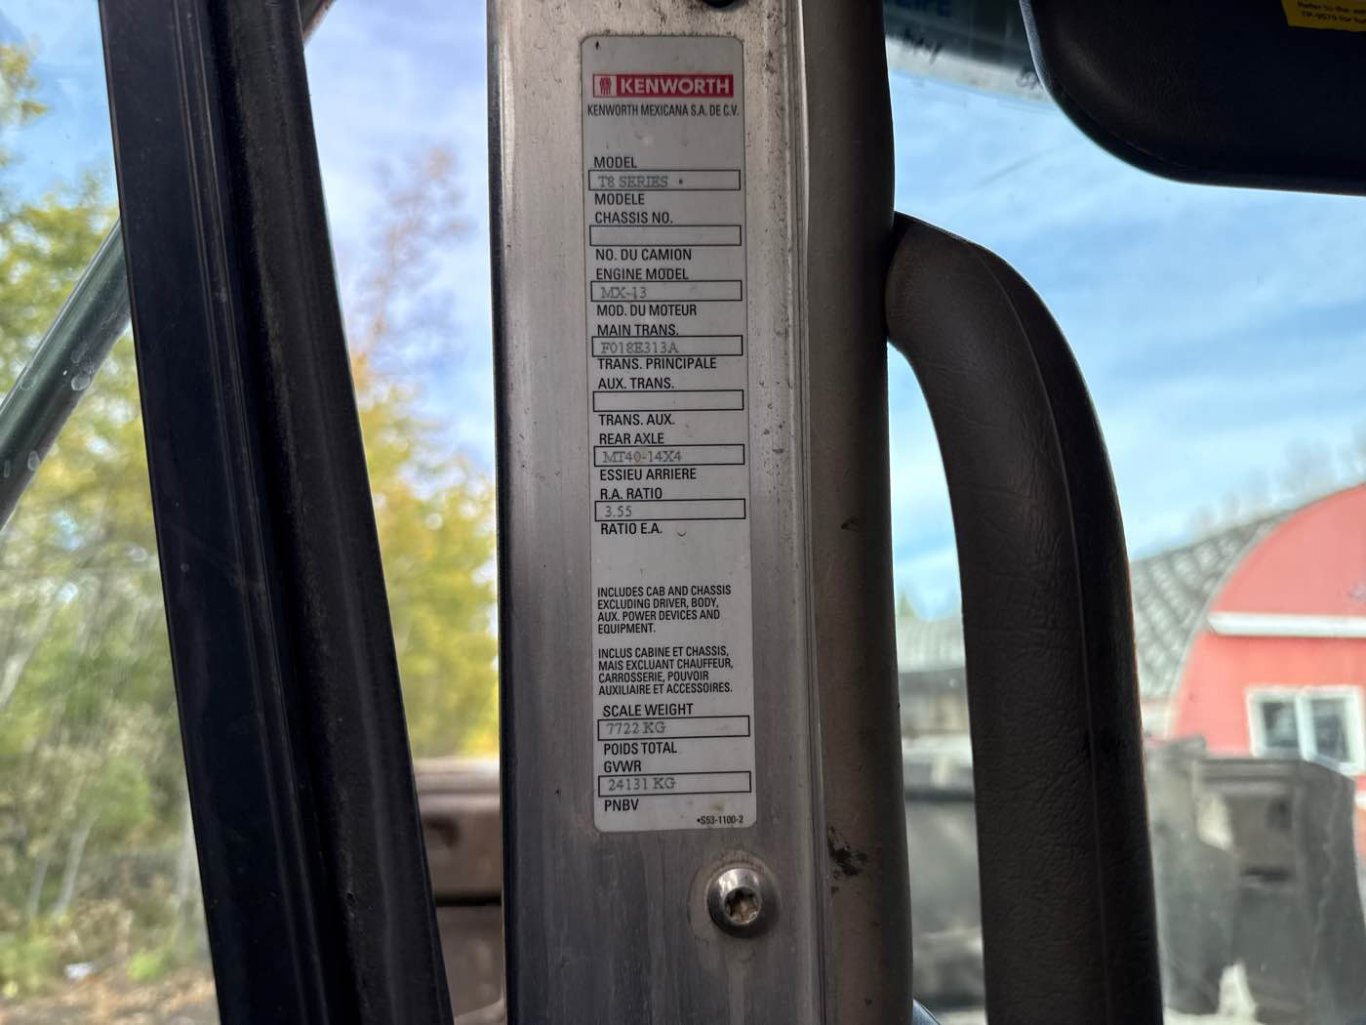 KENWORTH
KENWORTH MEXICANA S.A. DE C.V.
MODEL
T8 SERIES
MODELE
CHASSIS NO.
NO. DU CAMION
ENGINE MODEL
MX-13
MOD. DU MOTEUR
MAIN TRANS.
F018E313A
TRANS. PRINCIPALE
AUX. TRANS.
TRANS. AUX.
REAR AXLE
MT40-14X4
ESSIEU ARRIERE
R.A. RATIO
3.55
RATIO E.A.
INCLUDES CAB AND CHASSIS
EXCLUDING DRIVER, BODY,
AUX. POWER DEVICES AND
EQUIPMENT.
INCLUS CABINE ET CHASSIS,
MAIS EXCLUANT CHAUFFEUR,
CARROSSERIE, POUVOIR
AUXILIAIRE ET ACCESSOIRES.
SCALE WEIGHT
7722 KG
POIDS TOTAL
GVWR
24131 KG
PNBV
•S53-1100-2